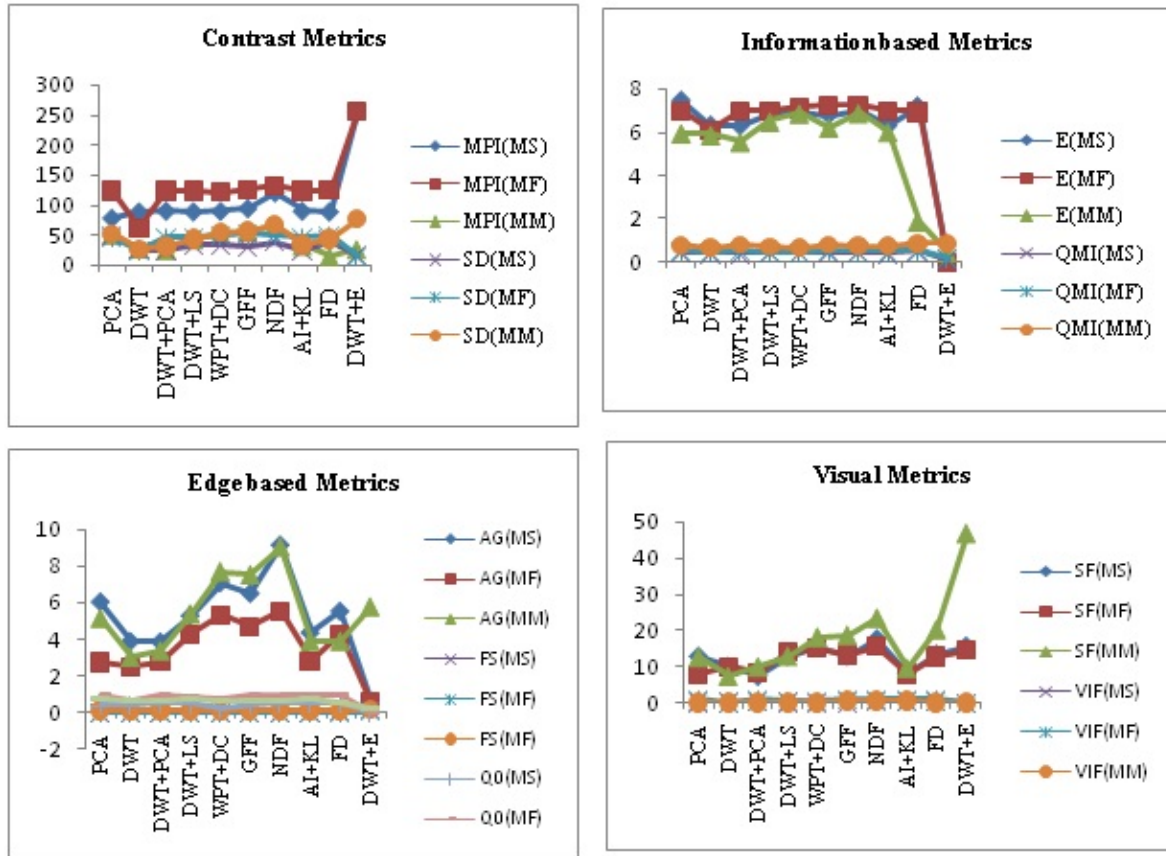 Contrast Metrics
300
250
200
150
100
50
0
PCA
DWT
DWT+PCA
DWT+LS
WPT+DC
GFF
NDF
AI+KL
FD
DWT+E
MPI(MS)
MPI(MF)
MPI(MM)
SD(MS)
SD(MF)
SD(MM)
Informationbased Metrics
8
6
4
2
0
PCA
DWT
DWT+PCA
DWT+LS
WPT+DC
GFF
NDF
AI+KL
FD
DWT+E
E(MS)
E(MF)
E(MM)
QMI(MS)
QMI(MF)
QMI(MM)
Edgebased Metrics
10
8
6
4
2
0
-2
PCA
DWT
DWT+PCA
DWT+LS
WPT+DC
GFF
NDF
AI+KL
FD
DWT+E
AG(MS)
AG(MF)
AG(MM)
FS(MS)
FS(MF)
FS(MF)
Q0(MS)
Q0(MF)
Visual Metrics
50
40
30
20
10
0
PCA
DWT
DWT+PCA
DWT+LS
WPT+DC
GFF
NDF
AI+KL
FD
DWT+E
SF(MS)
SF(MF)
SF(MM)
VIF(MS)
VIF(MF)
VIF(MM)